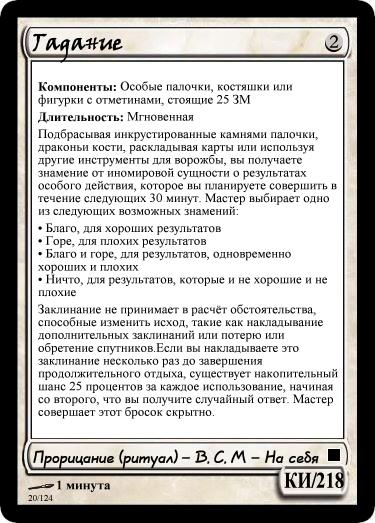 Гадание
2
Компоненты: Особые палочки, костяшки или
фигурки с отметинами, стоящие 25 ЗМ
Длительность: Мгновенная
Подбрасывая инкрустированные камнями палочки,
драконьи кости, раскладывая карты или используя
другие инструменты для ворожбы, вы получаете
знамение от иномировой сущности о результатах
особого действия, которое вы планируете совершить в
течение следующих 30 минут. Мастер выбирает одно
из следующих возможных знамений:
• Благо, для хороших результатов
• Горе, для плохих результатов
• Благо и горе, для результатов, одновременно
хороших и плохих
• Ничто, для результатов, которые и не хорошие и не
плохие
Заклинание не принимает в расчёт обстоятельства,
способные изменить исход, такие как накладывание
дополнительных заклинаний или потерю или
обретение спутников.Если вы накладываете это
заклинание несколько раз до завершения
продолжительного отдыха, существует накопительный
шанс 25 процентов за каждое использование, начиная
со второго, что вы получите случайный ответ. Мастер
совершает этот бросок скрытно.
Прорицание (ритуал) – В, С, М – На себя
КИ/218
1 минута
20/124